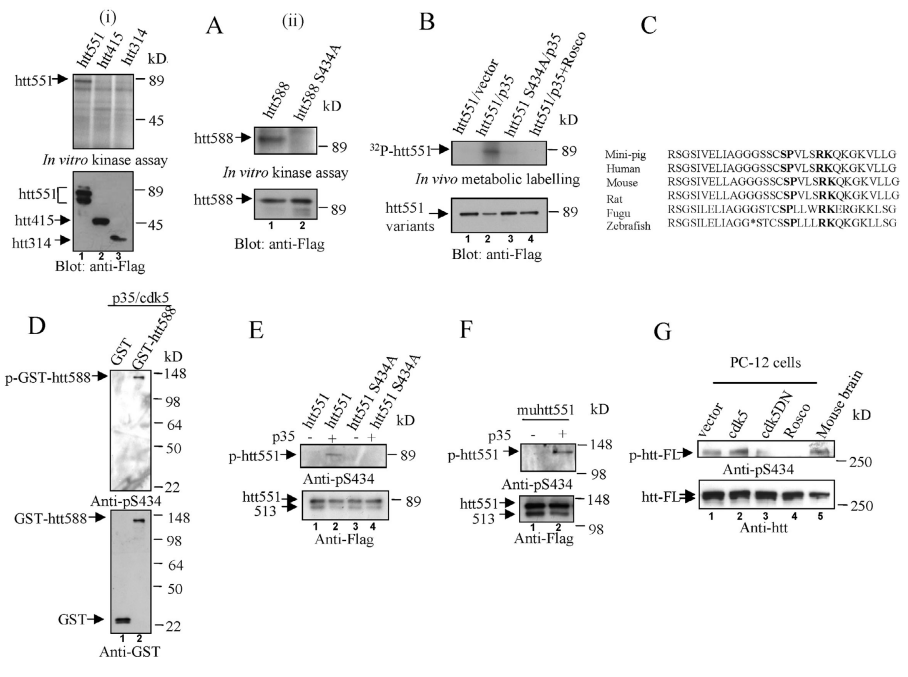 (i)
htt551
htt415
htt314
kD
htt551
89
45
In vitro kinase assay
htt551
htt415
htt314
89
45
1 2 3
Blot: anti-Flag
A
(ii)
htt588
htt588 S434A
kD
htt588
89
In vitro kinase assay
htt588
89
1 2
Blot: anti-Flag
B
htt551/vector
htt551/p35
htt551 S434A/p35
htt551/p35+Rosco
kD
32P-htt551
89
In vivo metabolic labelling
htt551
variants
89
1 2 3 4
Blot: anti-Flag
C
Mini-pig RSGSIVELIAGGGSSCSPVLSRKQKGKVLLG
Human RSGSIVELIAGGGSSCSPVLSRKQKGKVLLG
Mouse RSGSIVELIAGGGSSCSPVLSRKQKGKVLLG
Rat RSGSIVELIAGGGSSCSPVLSRKQKGKVLLG
Fugu RSGSILELIAGGGSTCSPLLWRKERGKKLSG
Zebrafish RSGSILELIAGG*STCSSPLLLRKQKGKLLSG
D
p35/cdk5
GST
GST-htt588
kD
p-GST-htt588
148
98
64
50
22
Anti-pS434
GST-htt588
148
98
64
50
GST
22
1 2
Anti-GST
E
htt551
htt551
htt551 S434A
htt551 S434A
p35 - + - +
kD
p-htt551
89
Anti-pS434
htt551
513
89
1 2 3 4
Anti-Flag
F
muhtt551
kD
p35 - +
p-htt551
148
98
Anti-pS434
htt551
513
148
98
1 2
Anti-Flag
G
PC-12 cells
vector
cdk5
cdk5DN
Rosco
Mouse brain
kD
p-htt-FL
250
Anti-pS434
htt-FL
250
1 2 3 4 5
Anti-htt